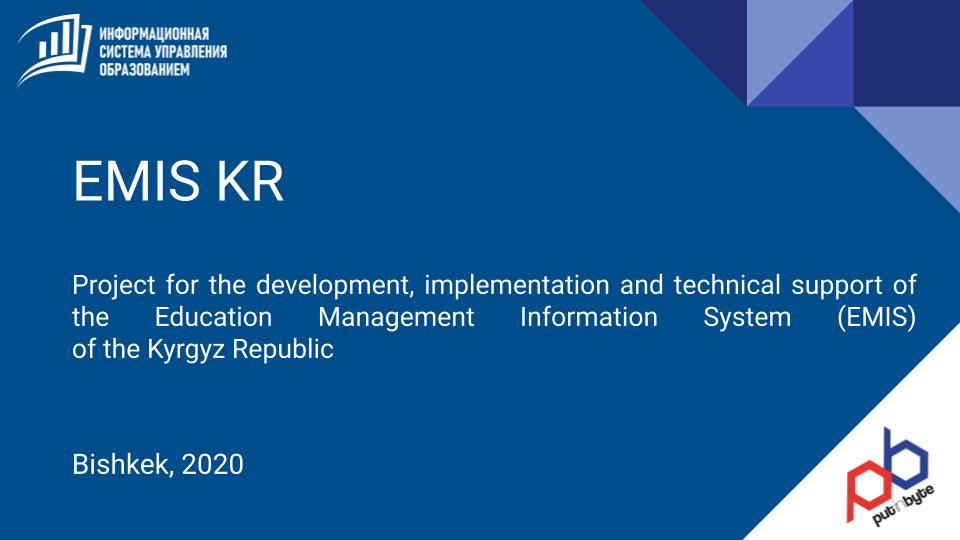 ИНФОРМАЦИОННАЯ
СИСТЕМА УПРАВЛЕНИЯ
ОБРАЗОВАНИЕМ
EMIS KR
Project for the development, implementation and technical support of
the Education Management Information System (EMIS)
of the Kyrgyz Republic
Bishkek, 2020
pb
putinbyte